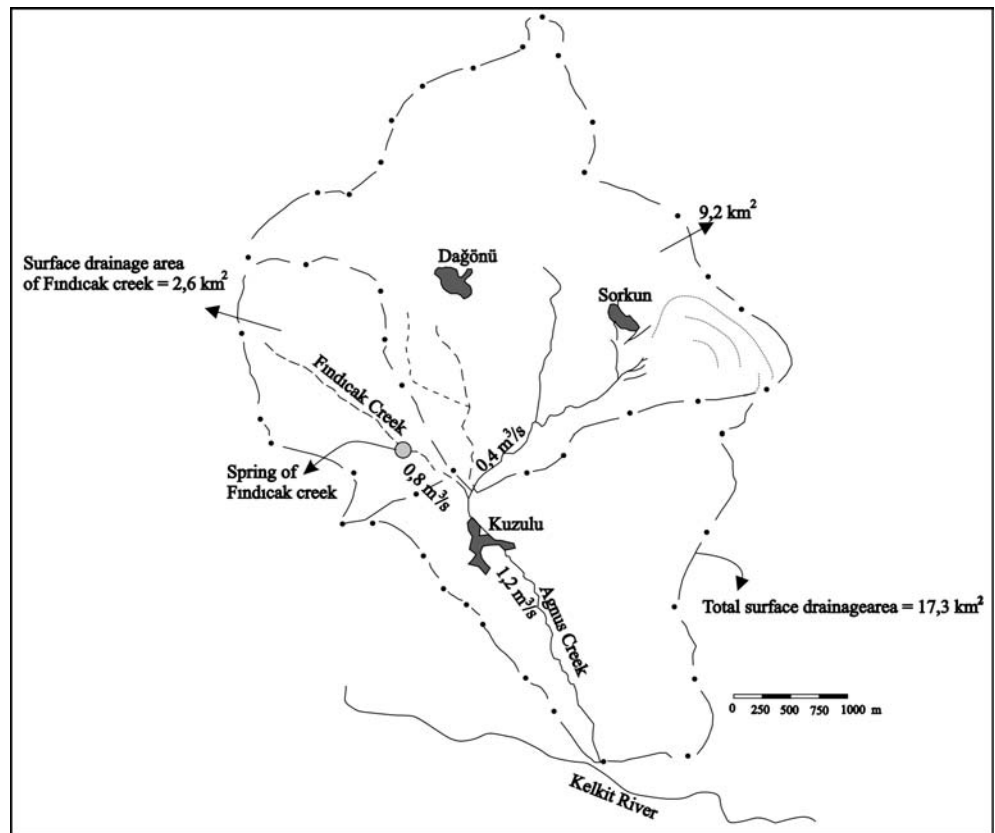 9,2 km²
Dağönü
Surface drainage area
of Fındıcak creek = 2,6 km²
Sorkun
Fındıcak Creek
0,4 m³/s
Spring of
Fındıcak creek
0,8 m³/s
Kuzulu
1,2 m³/s
Agnus Creek
Total surface drainagearea = 17,3 km²
0 250 500 750 1000 m
Kelkit River